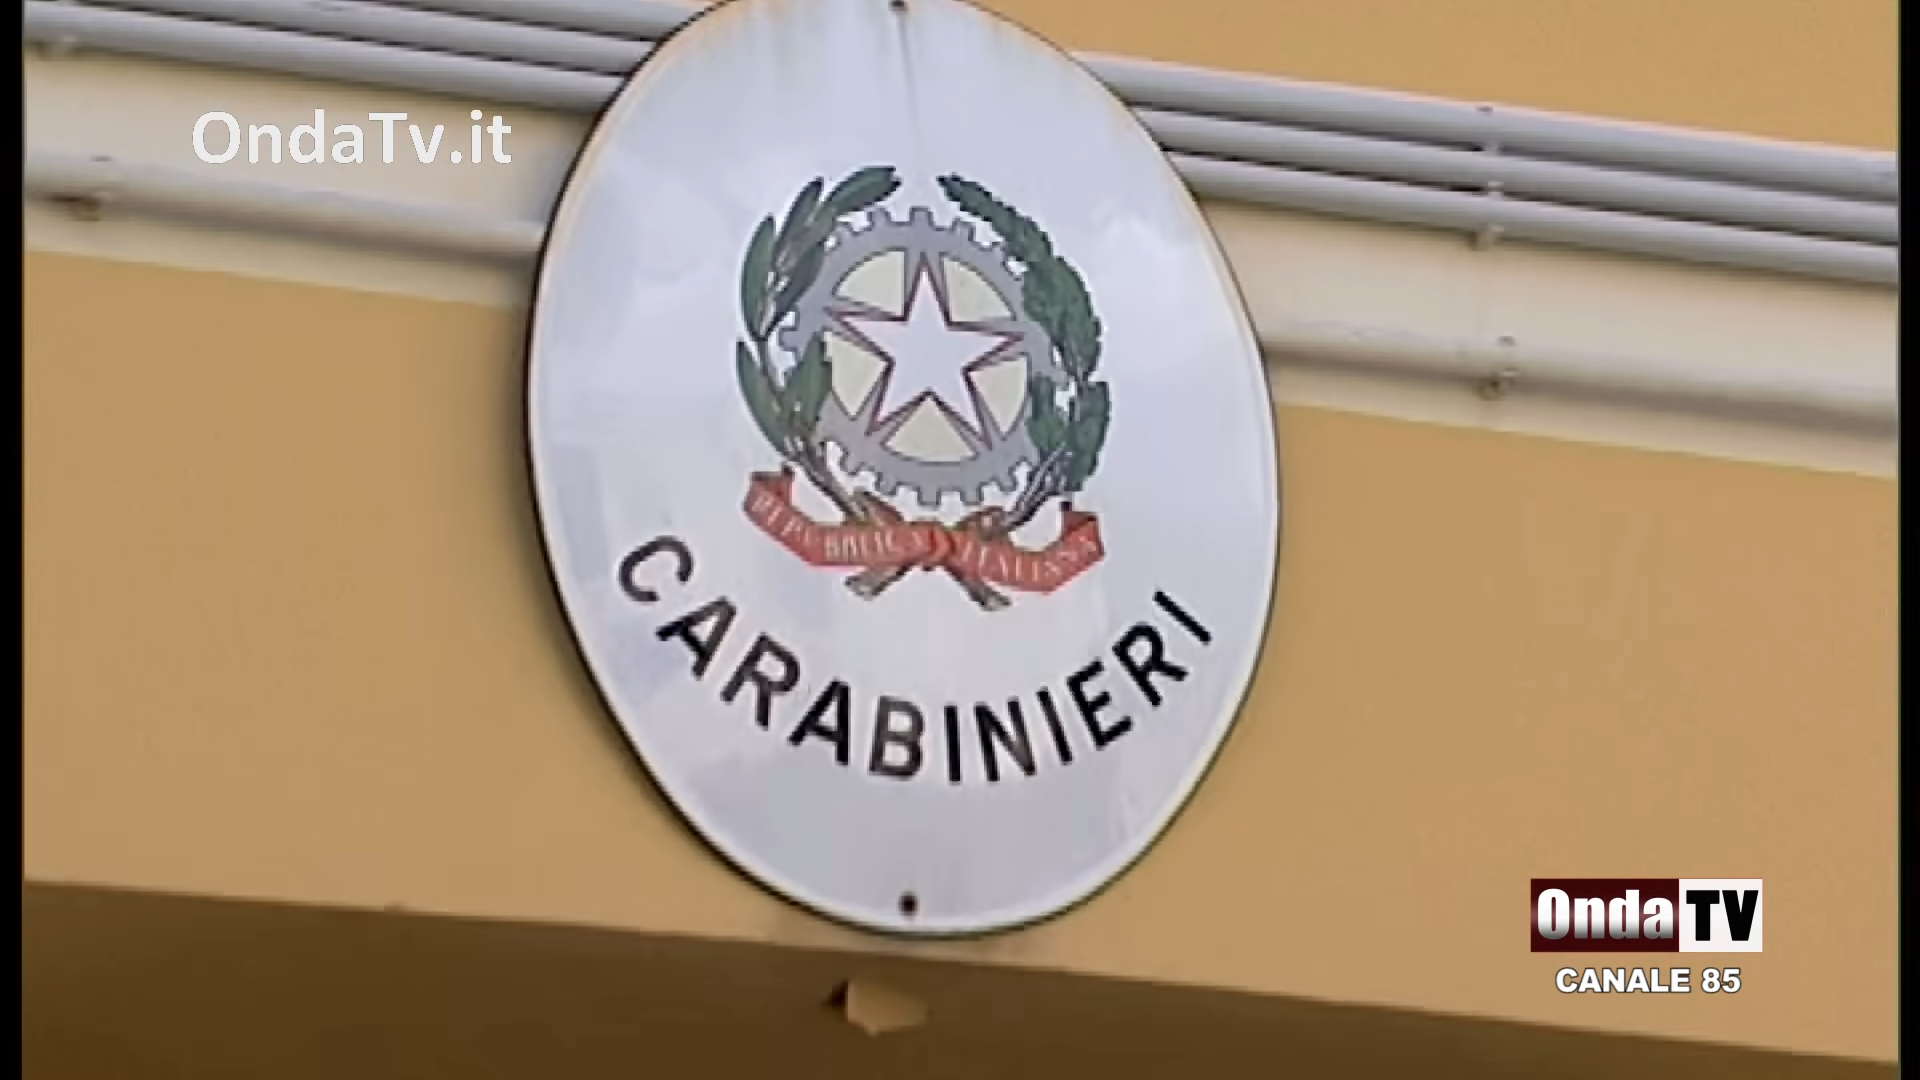 OndaTv.it
REPUBBLICA ITALIANA
CARABINIERI
Onda TV
CANALE 85